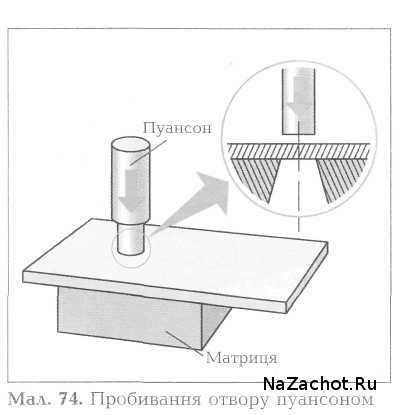 Пуансон
Матриця
NaZachot.Ru
Мал. 74. Пробивання отвору пуансоном